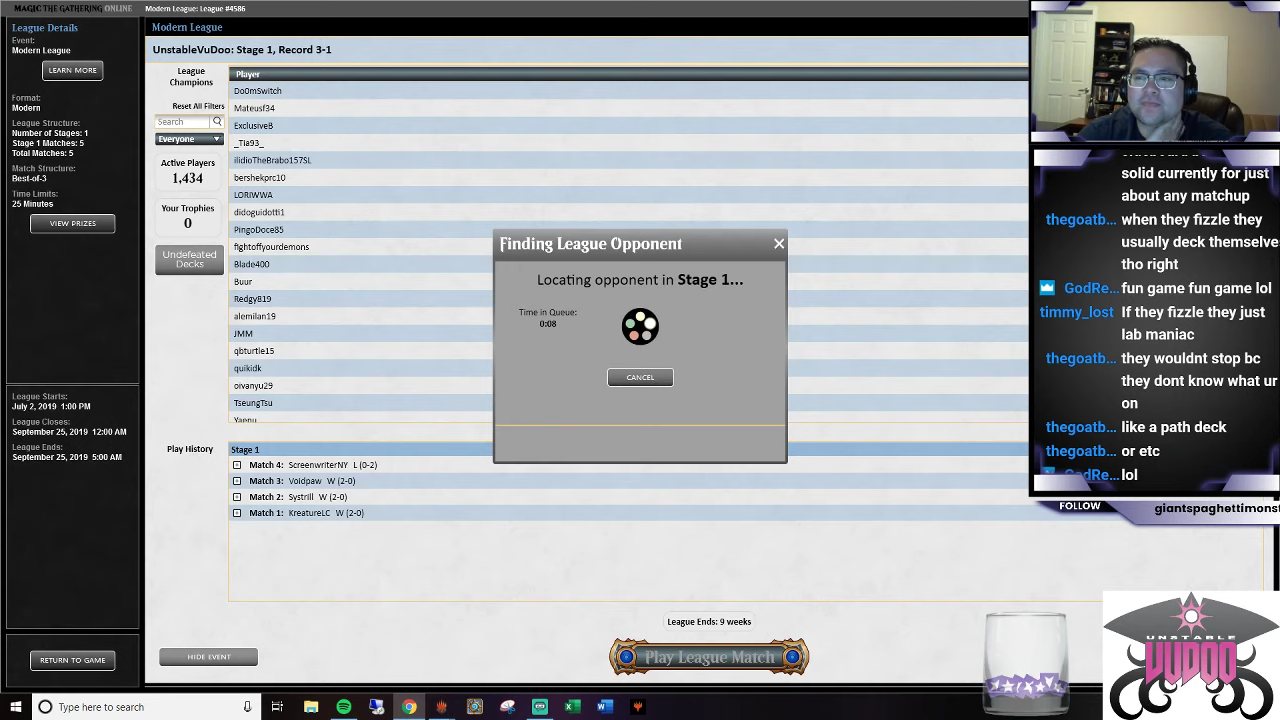 MAGIC THE GATHERING ONLINE
Modern League: League #4586
League Details
Event:
Modern League
LEARN MORE
Format:
Modern
League Structure:
Number of Stages: 1
Stage 1 Matches: 5
Total Matches: 5
Match Structure:
Best-of-3
Time Limits:
25 Minutes
VIEW PRIZES
League Starts:
July 2, 2019 1:00 PM
League Closes:
September 25, 2019 12:00 AM
League Ends:
September 25, 2019 5:00 AM
RETURN TO GAME
Modern League
UnstableVuDoo: Stage 1, Record 3-1
League
Champions
Reset All Filters
Search
Everyone
Active Players
1,434
Your Trophies
0
Undefeated
Decks
Player
Do0mSwitch
Mateusf34
ExclusiveB
_Tia93_
ilidioTheBrabo157SL
bershekprc10
LORIWWA
didoguidotti1
PingoDoce85
fightoffyourdemons
Blade400
Buur
Redgy819
alemilan19
JMM
qbturtle15
quikidk
oivanyu29
TseungTsu
Yaenu
Finding League Opponent
Locating opponent in Stage 1...
Time in Queue:
0:08
CANCEL
Play History
Stage 1
Match 4: ScreenwriterNY L (0-2)
Match 3: Voidpaw W (2-0)
Match 2: Systrill W (2-0)
Match 1: KreatureLC W (2-0)
League Ends: 9 weeks
HIDE EVENT
Play League Match
solid currently for just
about any matchup
thegoatb... when they fizzle they
usually deck themselve
tho right
GodRe... fun game fun game lol
timmy_lost If they fizzle they just
lab maniac
thegoatb... they wouldnt stop bc
they dont know what ur
on
thegoatb... like a path deck
thegoatb... or etc
GodRe... lol
FOLLOW
giantspaghettimonst
UNSTABLE
VUDOO
Type here to search